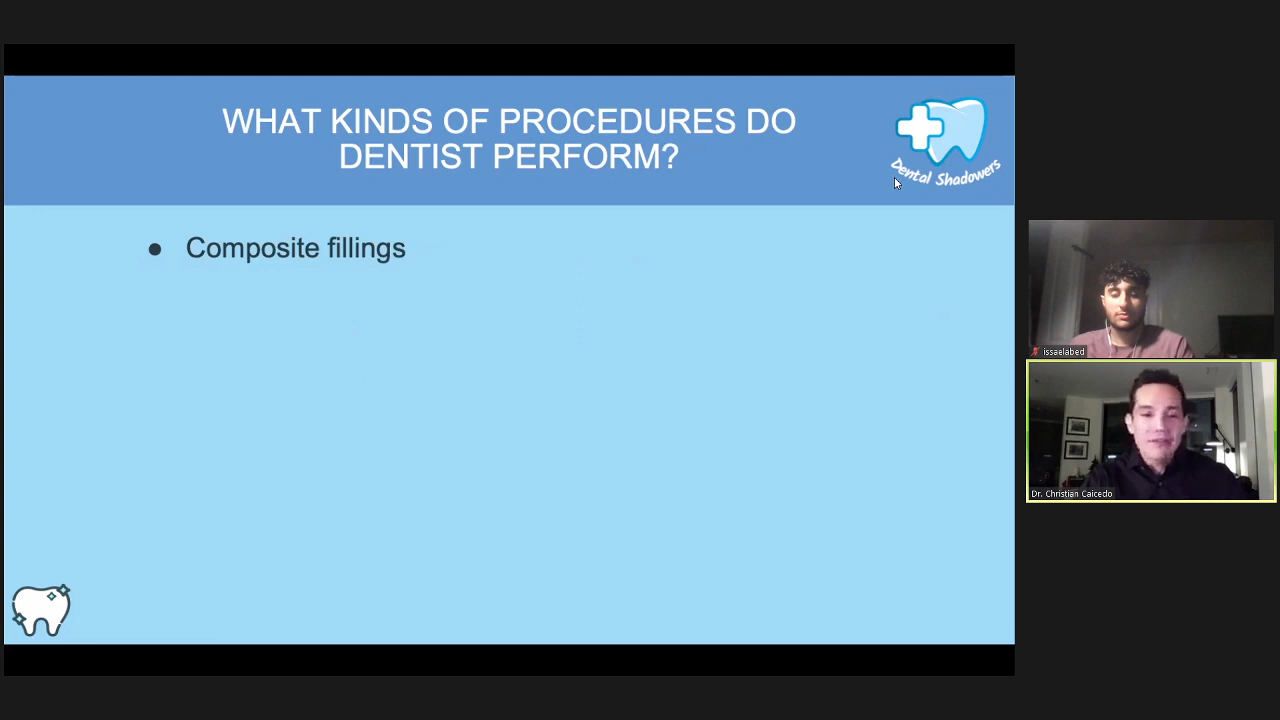 WHAT KINDS OF PROCEDURES DO
DENTIST PERFORM?
Dental Shadowers
● Composite fillings
issaelabed
Dr. Christian Caicedo